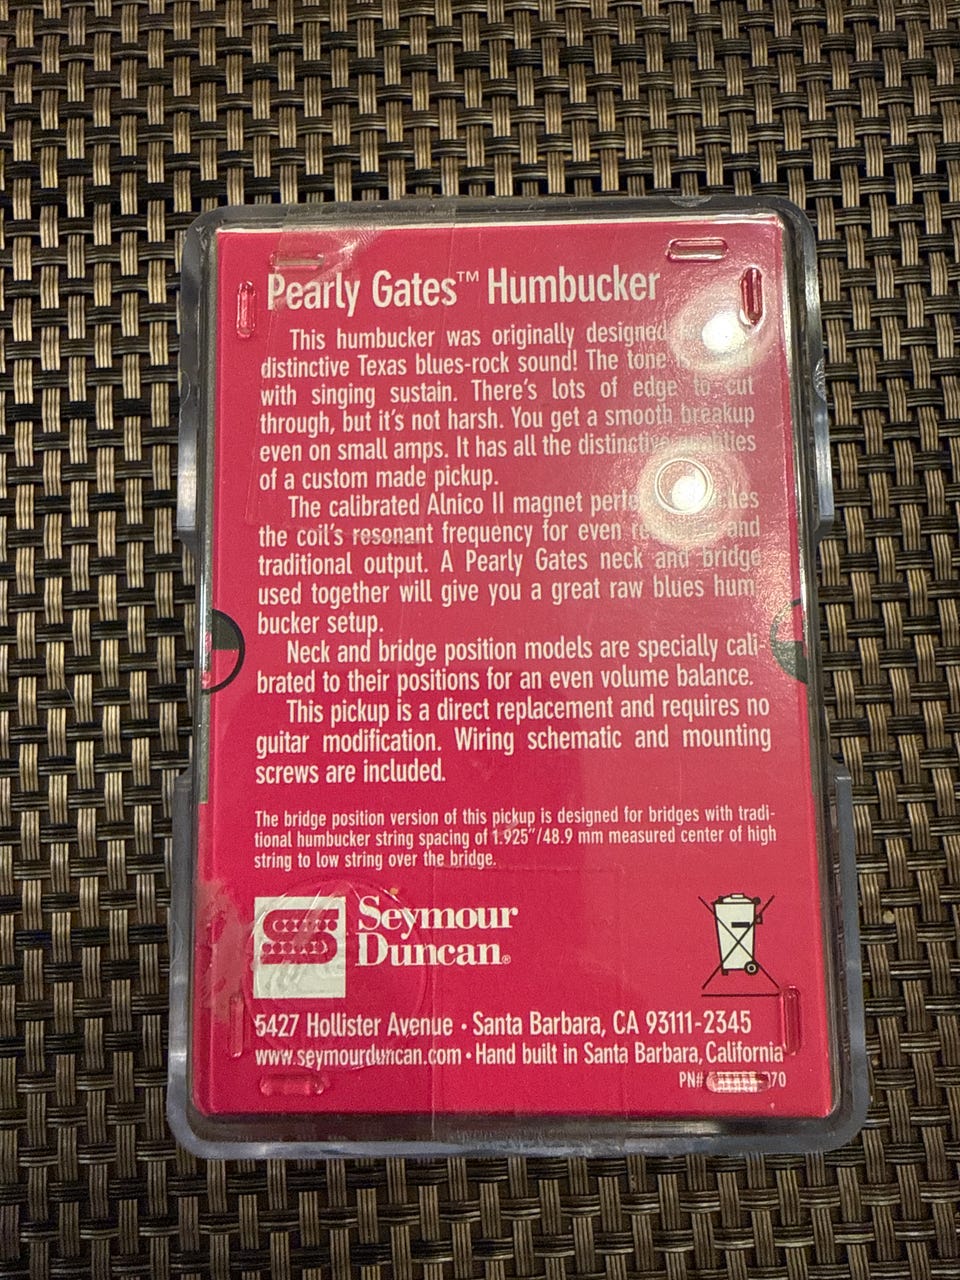 Pearly Gates™ Humbucker
This humbucker was originally designed
distinctive Texas blues-rock sound! The tone
with singing sustain. There's lots of edge to cut
through, but it's not harsh. You get a smooth breakup
even on small amps. It has all the distinctive qualities
of a custom made pickup.
The calibrated Alnico II magnet
the coil's resonant frequency for even and
traditional output. A Pearly Gates neck and bridge
used together will give you a great raw blues hum
bucker setup.
Neck and bridge position models are specially cali-
brated to their positions for an even volume balance.
This pickup is a direct replacement and requires no
guitar modification. Wiring schematic and mounting
screws are included.
The bridge position version of this pickup is designed for bridges with tradi-
tional humbucker string spacing of 1.925"/48.9 mm measured center of high
string to low string over the bridge.
Seymour
Duncan®
5427 Hollister Avenue • Santa Barbara, CA 93111-2345
www.seymourduncan.com • Hand built in Santa Barbara, California
PN#